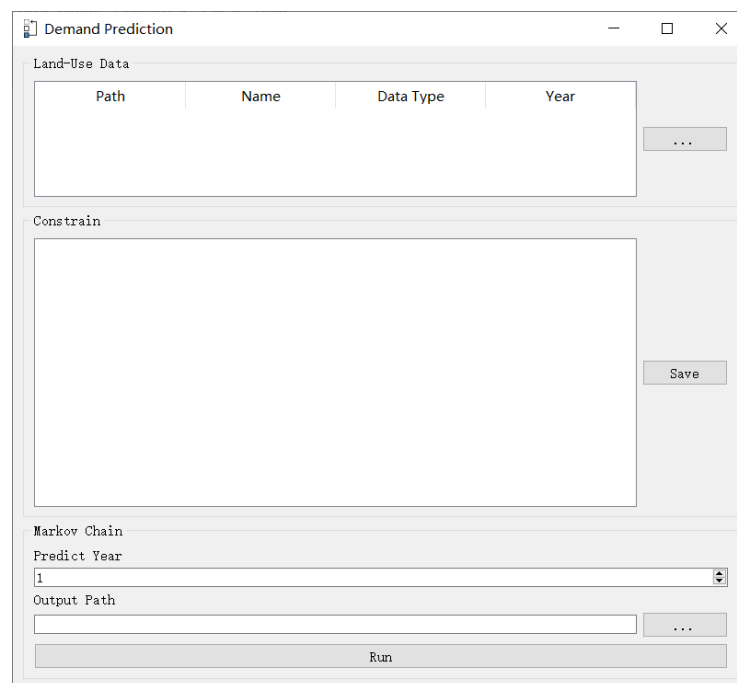 Demand Prediction
Land-Use Data
Path Name Data Type Year
...
Constrain
Save
Markov Chain
Predict Year
1
Output Path
...
Run